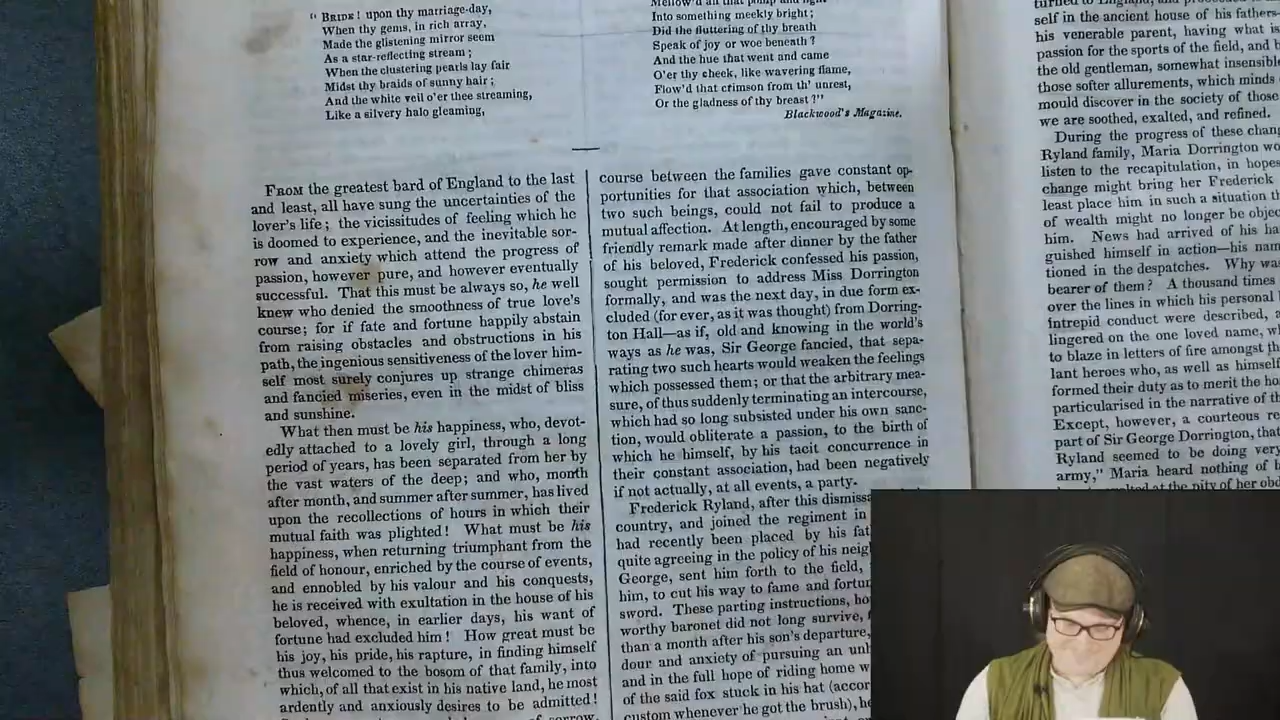 " BRIDE! upon thy marriage-day,
When thy gems, in rich array,
Made the glistening mirror seem
As a star-reflecting stream;
When the clustering pearls lay fair
Midst thy braids of sunny hair;
And the white veil o'er thee streaming,
Like a silvery halo gleaming,
Mellow'd all that pomp and light
Into something meekly bright;
Did the fluttering of thy breath
Speak of joy or woe beneath?
And the hue that went and came
O'er thy cheek, like wavering flame,
Flow'd that crimson from th' unrest,
Or the gladness of thy breast?"
Blackwood's Magazine.
FROM the greatest bard of England to the last
and least, all have sung the uncertainties of the
lover's life; the vicissitudes of feeling which he
is doomed to experience, and the inevitable sor-
row and anxiety which attend the progress of
passion, however pure, and however eventually
successful. That this must be always so, he well
knew who denied the smoothness of true love's
course; for if fate and fortune happily abstain
from raising obstacles and obstructions in his
path, the ingenious sensitiveness of the lover him-
self most surely conjures up strange chimeras
and fancied miseries, even in the midst of bliss
and sunshine.
What then must be his happiness, who, devot-
edly attached to a lovely girl, through a long
period of years, has been separated from her by
the vast waters of the deep; and who, month
after month, and summer after summer, has lived
upon the recollections of hours in which their
mutual faith was plighted! What must be his
happiness, when returning triumphant from the
field of honour, enriched by the course of events,
and ennobled by his valour and his conquests,
he is received with exultation in the house of his
beloved, whence, in earlier days, his want of
fortune had excluded him! How great must be
his joy, his pride, his rapture, in finding himself
thus welcomed to the bosom of that family, into
which, of all that exist in his native land, he most
ardently and anxiously desires to be admitted!
of sorrow,
course between the families gave constant op-
portunities for that association which, between
two such beings, could not fail to produce a
mutual affection. At length, encouraged by some
friendly remark made after dinner by the father
of his beloved, Frederick confessed his passion,
sought permission to address Miss Dorrington
formally, and was the next day, in due form ex-
cluded (for ever, as it was thought) from Dorring-
ton Hall—as if, old and knowing in the world's
ways as he was, Sir George fancied, that sepa-
rating two such hearts would weaken the feelings
which possessed them; or that the arbitrary mea-
sure, of thus suddenly terminating an intercourse,
which had so long subsisted under his own sanc-
tion, would obliterate a passion, to the birth of
which he himself, by his tacit concurrence in
their constant association, had been negatively
if not actually, at all events, a party.
Frederick Ryland, after this dismissa
country, and joined the regiment in
had recently been placed by his fat
quite agreeing in the policy of his neig
George, sent him forth to the field,
him, to cut his way to fame and fortu
sword. These parting instructions, ho
worthy baronet did not long survive,
than a month after his son's departure,
dour and anxiety of pursuing an unl
and in the full hope of riding home w
of the said fox stuck in his hat (accor
custom whenever he got the brush), he
turned to England, and
self in the ancient house of his fathers
his venerable parent, having what is
passion for the sports of the field, and
the old gentleman, somewhat insensible
those softer allurements, which minds
mould discover in the society of those
we are soothed, exalted, and refined.
During the progress of these chan
Ryland family, Maria Dorrington wo
listen to the recapitulation, in hopes
change might bring her Frederick
least place him in such a situation t
of wealth might no longer be objec
him. News had arrived of his ha
guished himself in action—his nam
tioned in the despatches. Why was
bearer of them? A thousand times
over the lines in which his personal
intrepid conduct were described, a
lingered on the one loved name, w
to blaze in letters of fire amongst th
lant heroes who, as well as himself
formed their duty as to merit the ho
particularised in the narrative of th
Except, however, a courteous re
part of Sir George Dorrington, that
Ryland seemed to be doing very
army," Maria heard nothing of h
at the pity of her obd